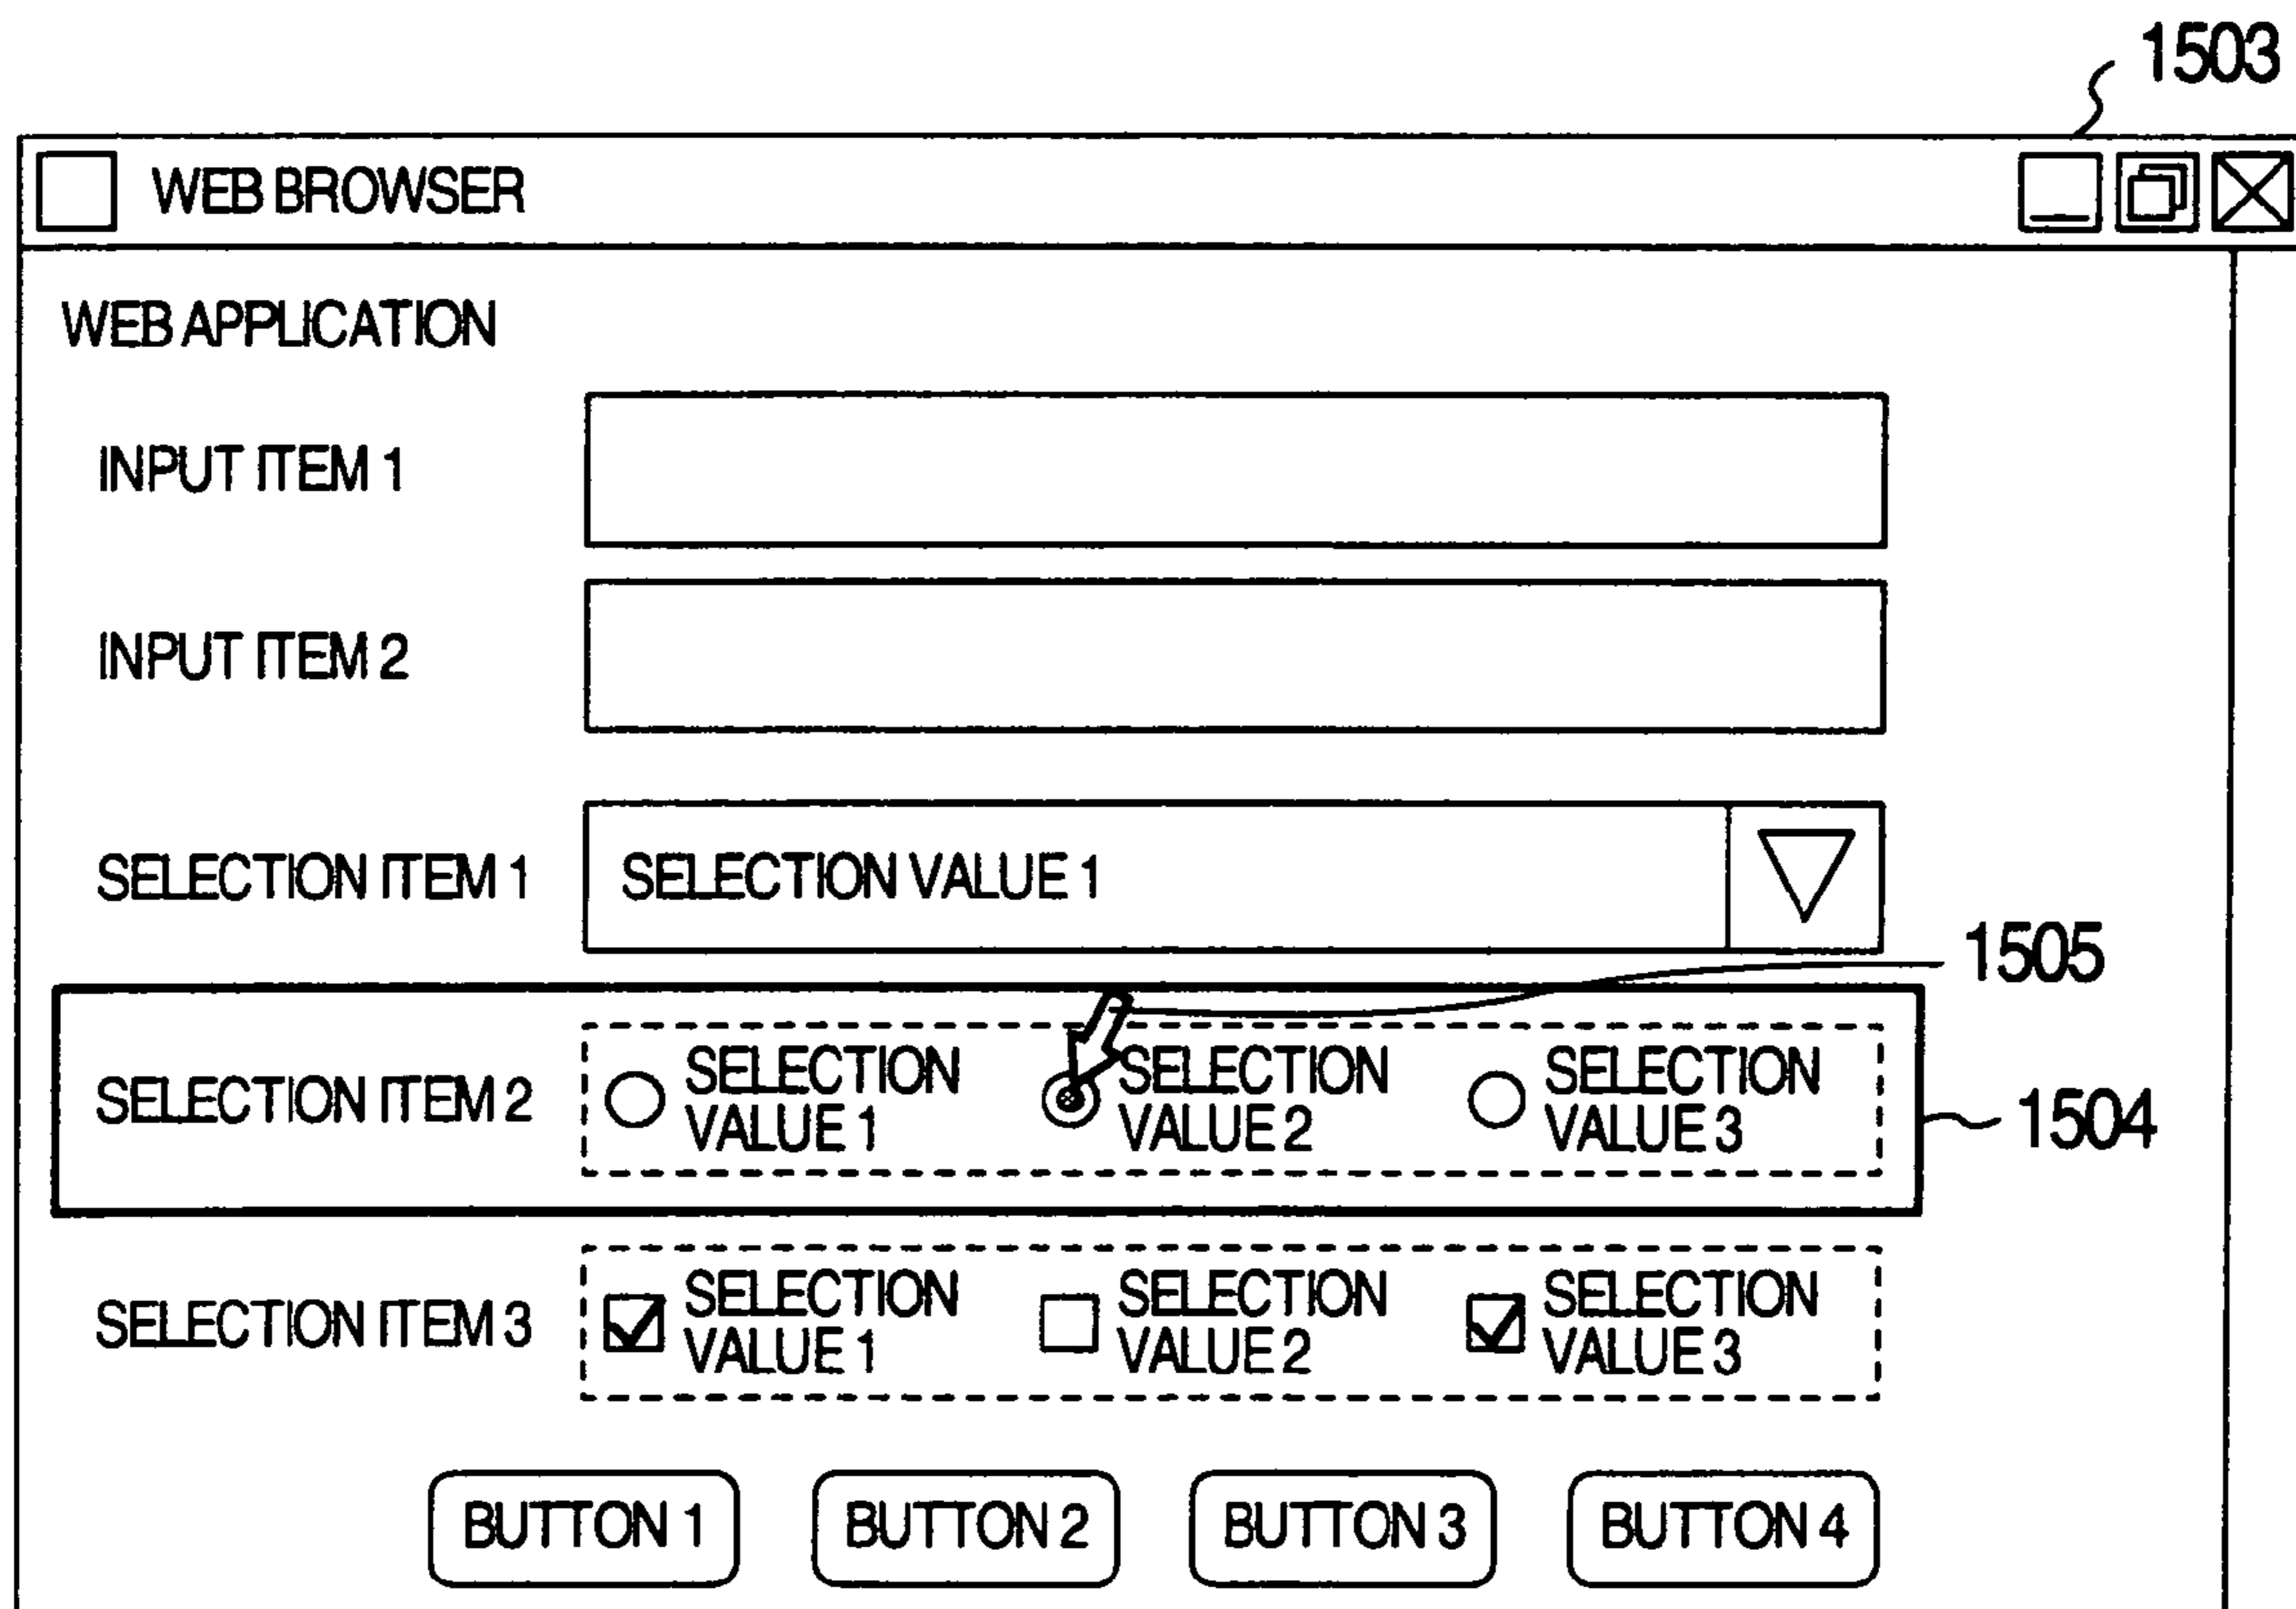 1503
WEB BROWSER
WEB APPLICATION
INPUT ITEM 1
INPUT ITEM 2
SELECTION ITEM 1 SELECTION VALUE 1
1505
SELECTION ITEM 2
SELECTION
VALUE 1
SELECTION
VALUE 2
SELECTION
VALUE 3
1504
SELECTION ITEM 3
SELECTION
VALUE 1
SELECTION
VALUE 2
SELECTION
VALUE 3
BUTTON 1 BUTTON 2 BUTTON 3 BUTTON 4